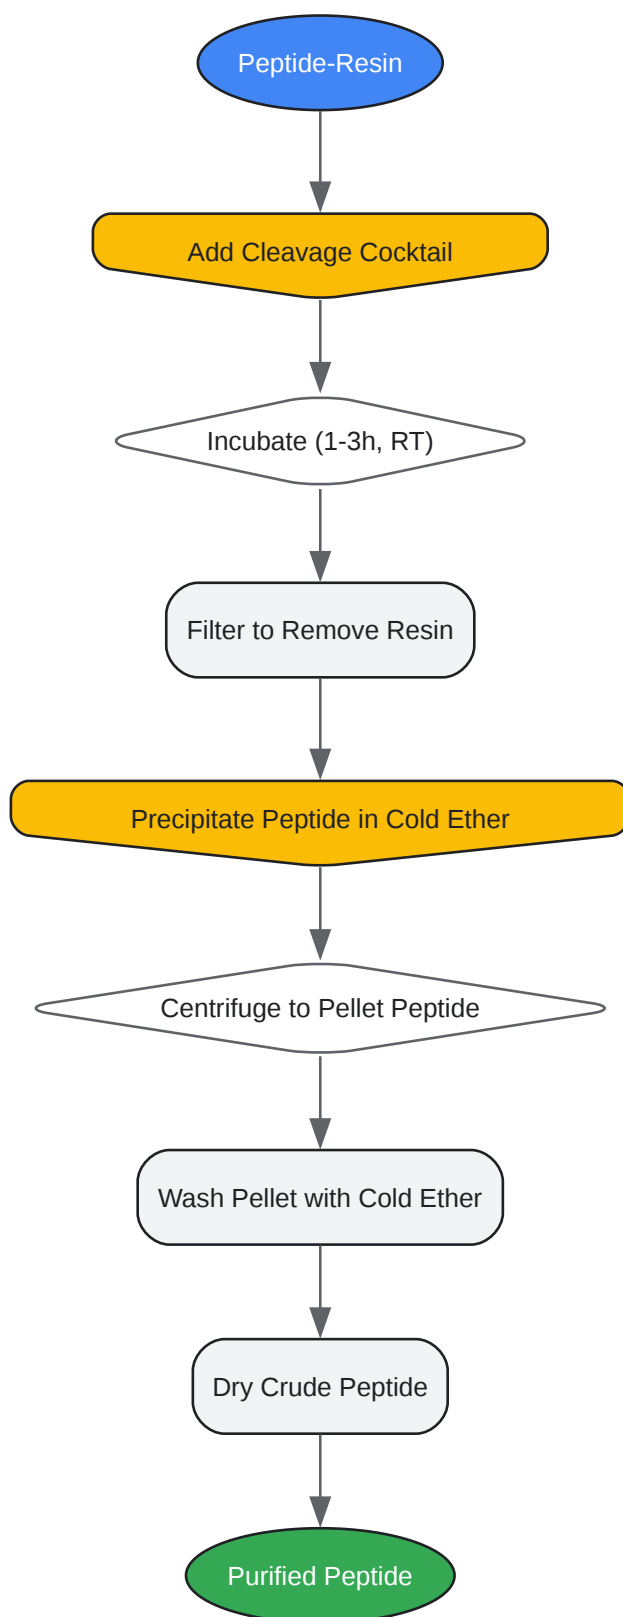 Peptide-Resin
Add Cleavage Cocktail
Incubate (1-3h, RT)
Filter to Remove Resin
Precipitate Peptide in Cold Ether
Centrifuge to Pellet Peptide
Wash Pellet with Cold Ether
Dry Crude Peptide
Purified Peptide